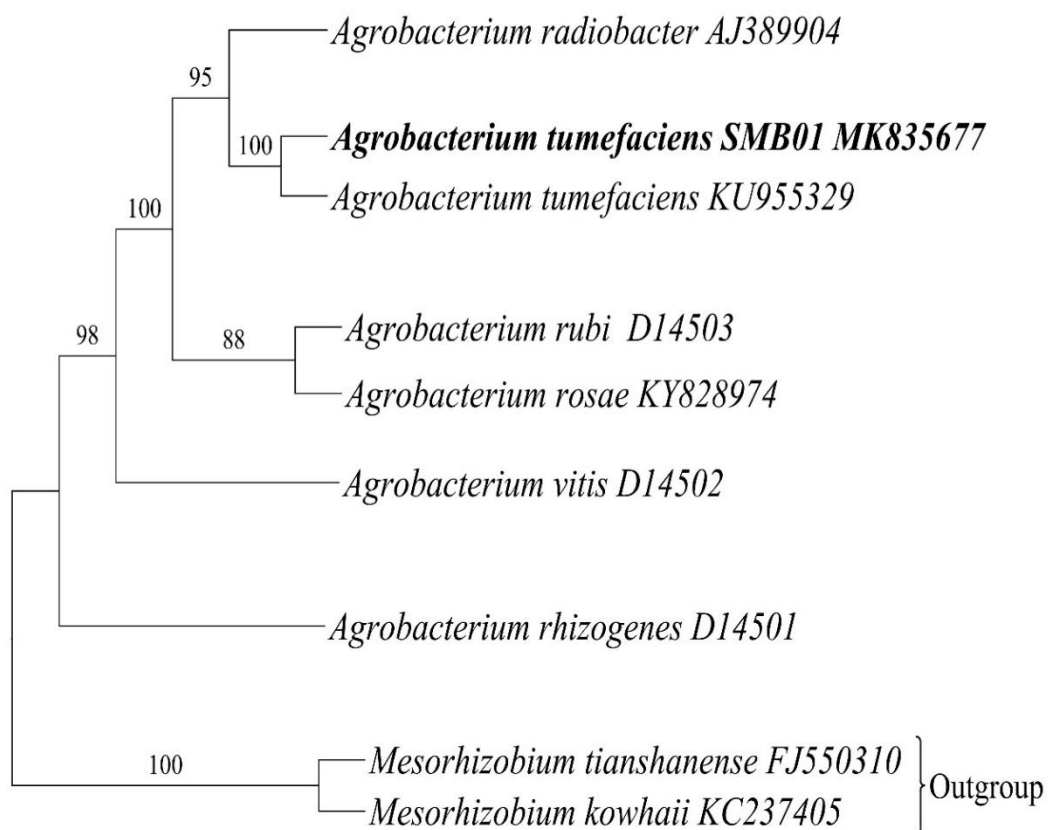 Agrobacterium radiobacter AJ389904
95
Agrobacterium tumefaciens SMB01 MK835677
100
Agrobacterium tumefaciens KU955329
100
Agrobacterium rubi D14503
98
88
Agrobacterium rosae KY828974
Agrobacterium vitis D14502
Agrobacterium rhizogenes D14501
Mesorhizobium tianshanense FJ550310
100
Outgroup
Mesorhizobium kowhaii KC237405